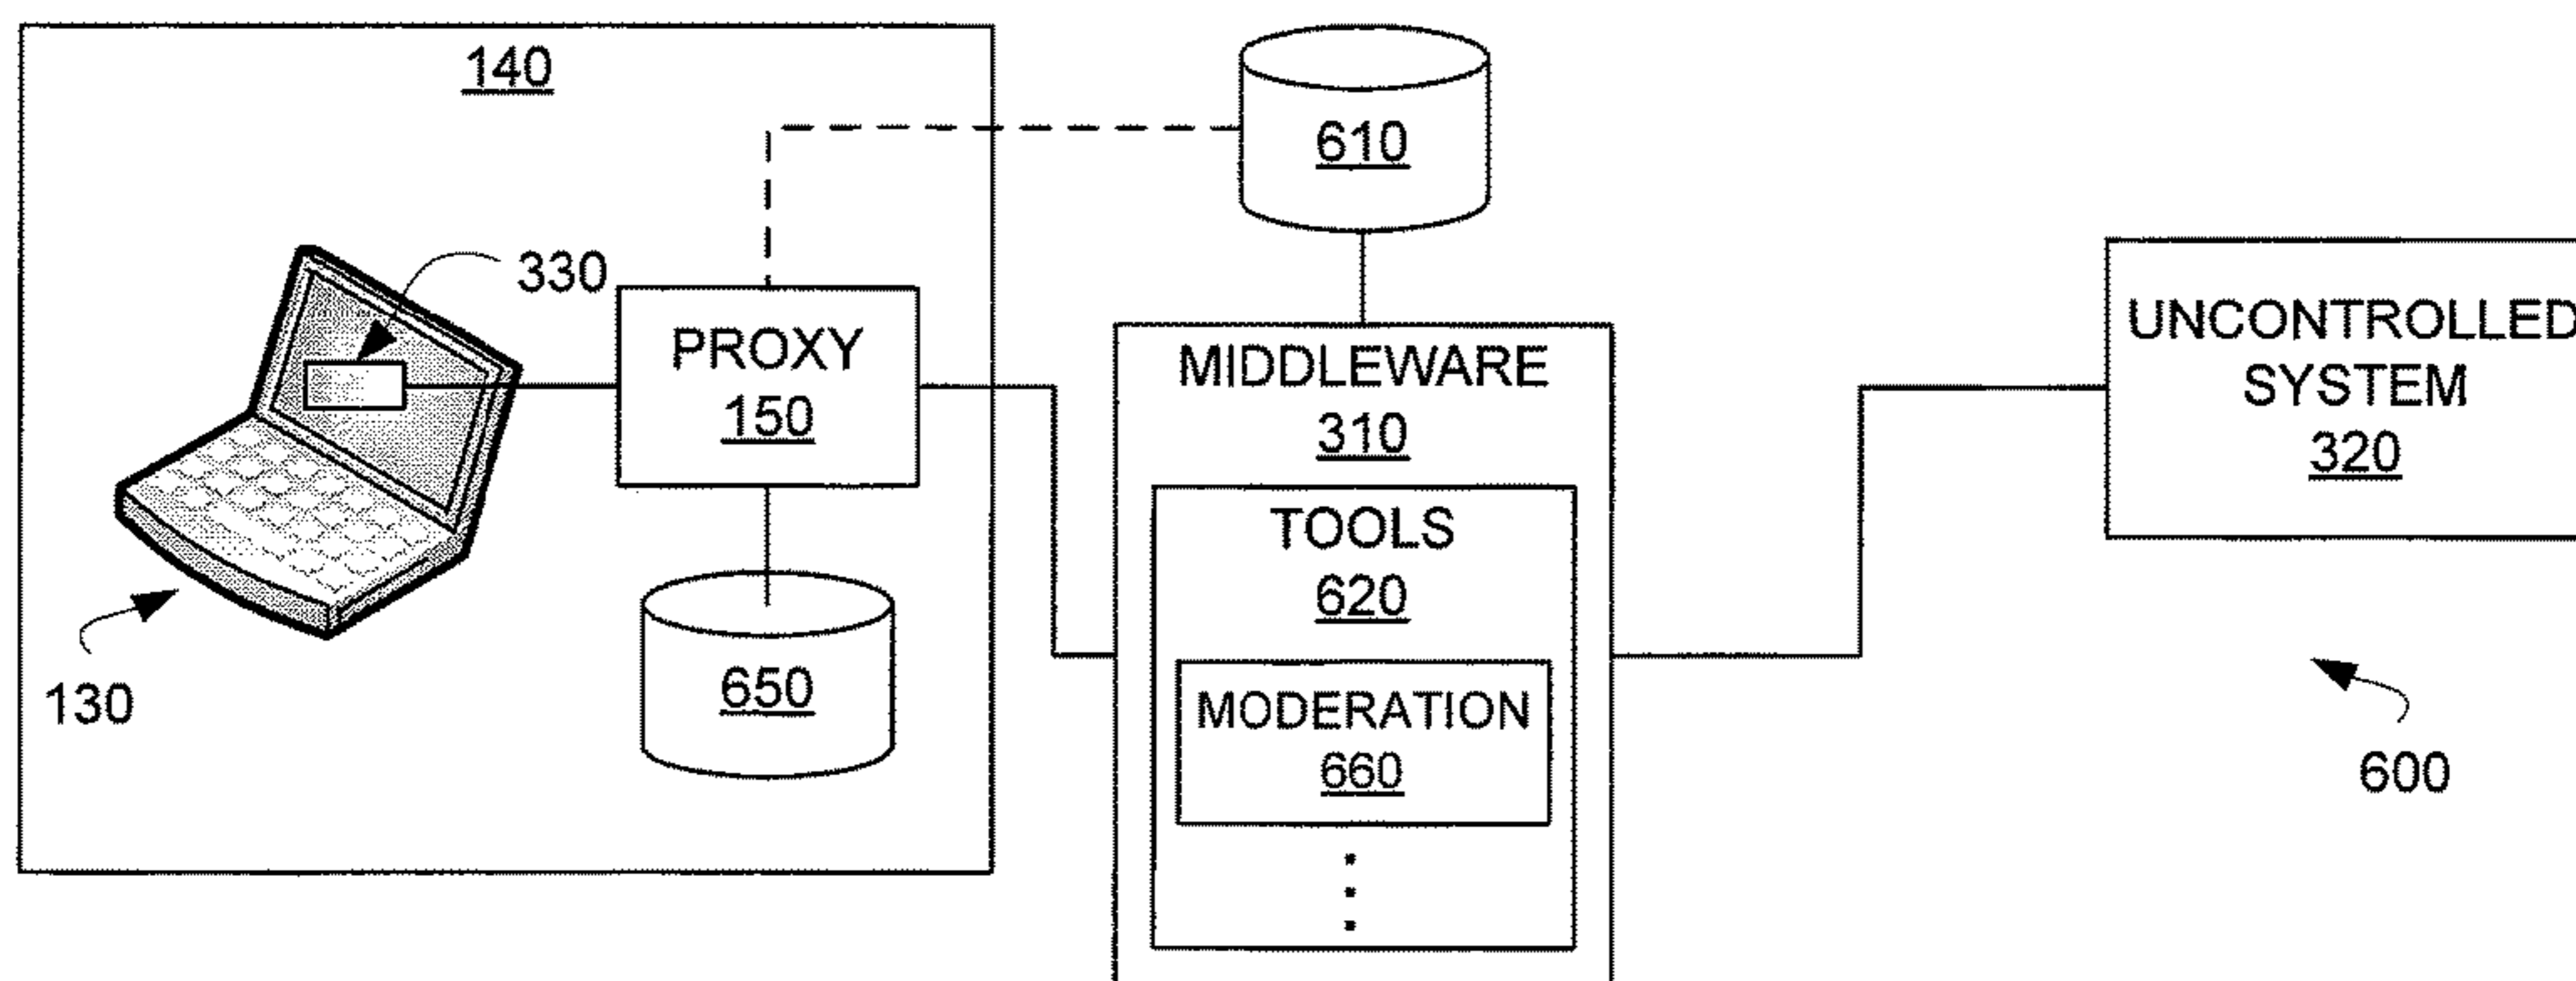 140
610
330
PROXY
150
650
130
MIDDLEWARE
310
TOOLS
620
MODERATION
660
UNCONTROLLED
SYSTEM
320
600